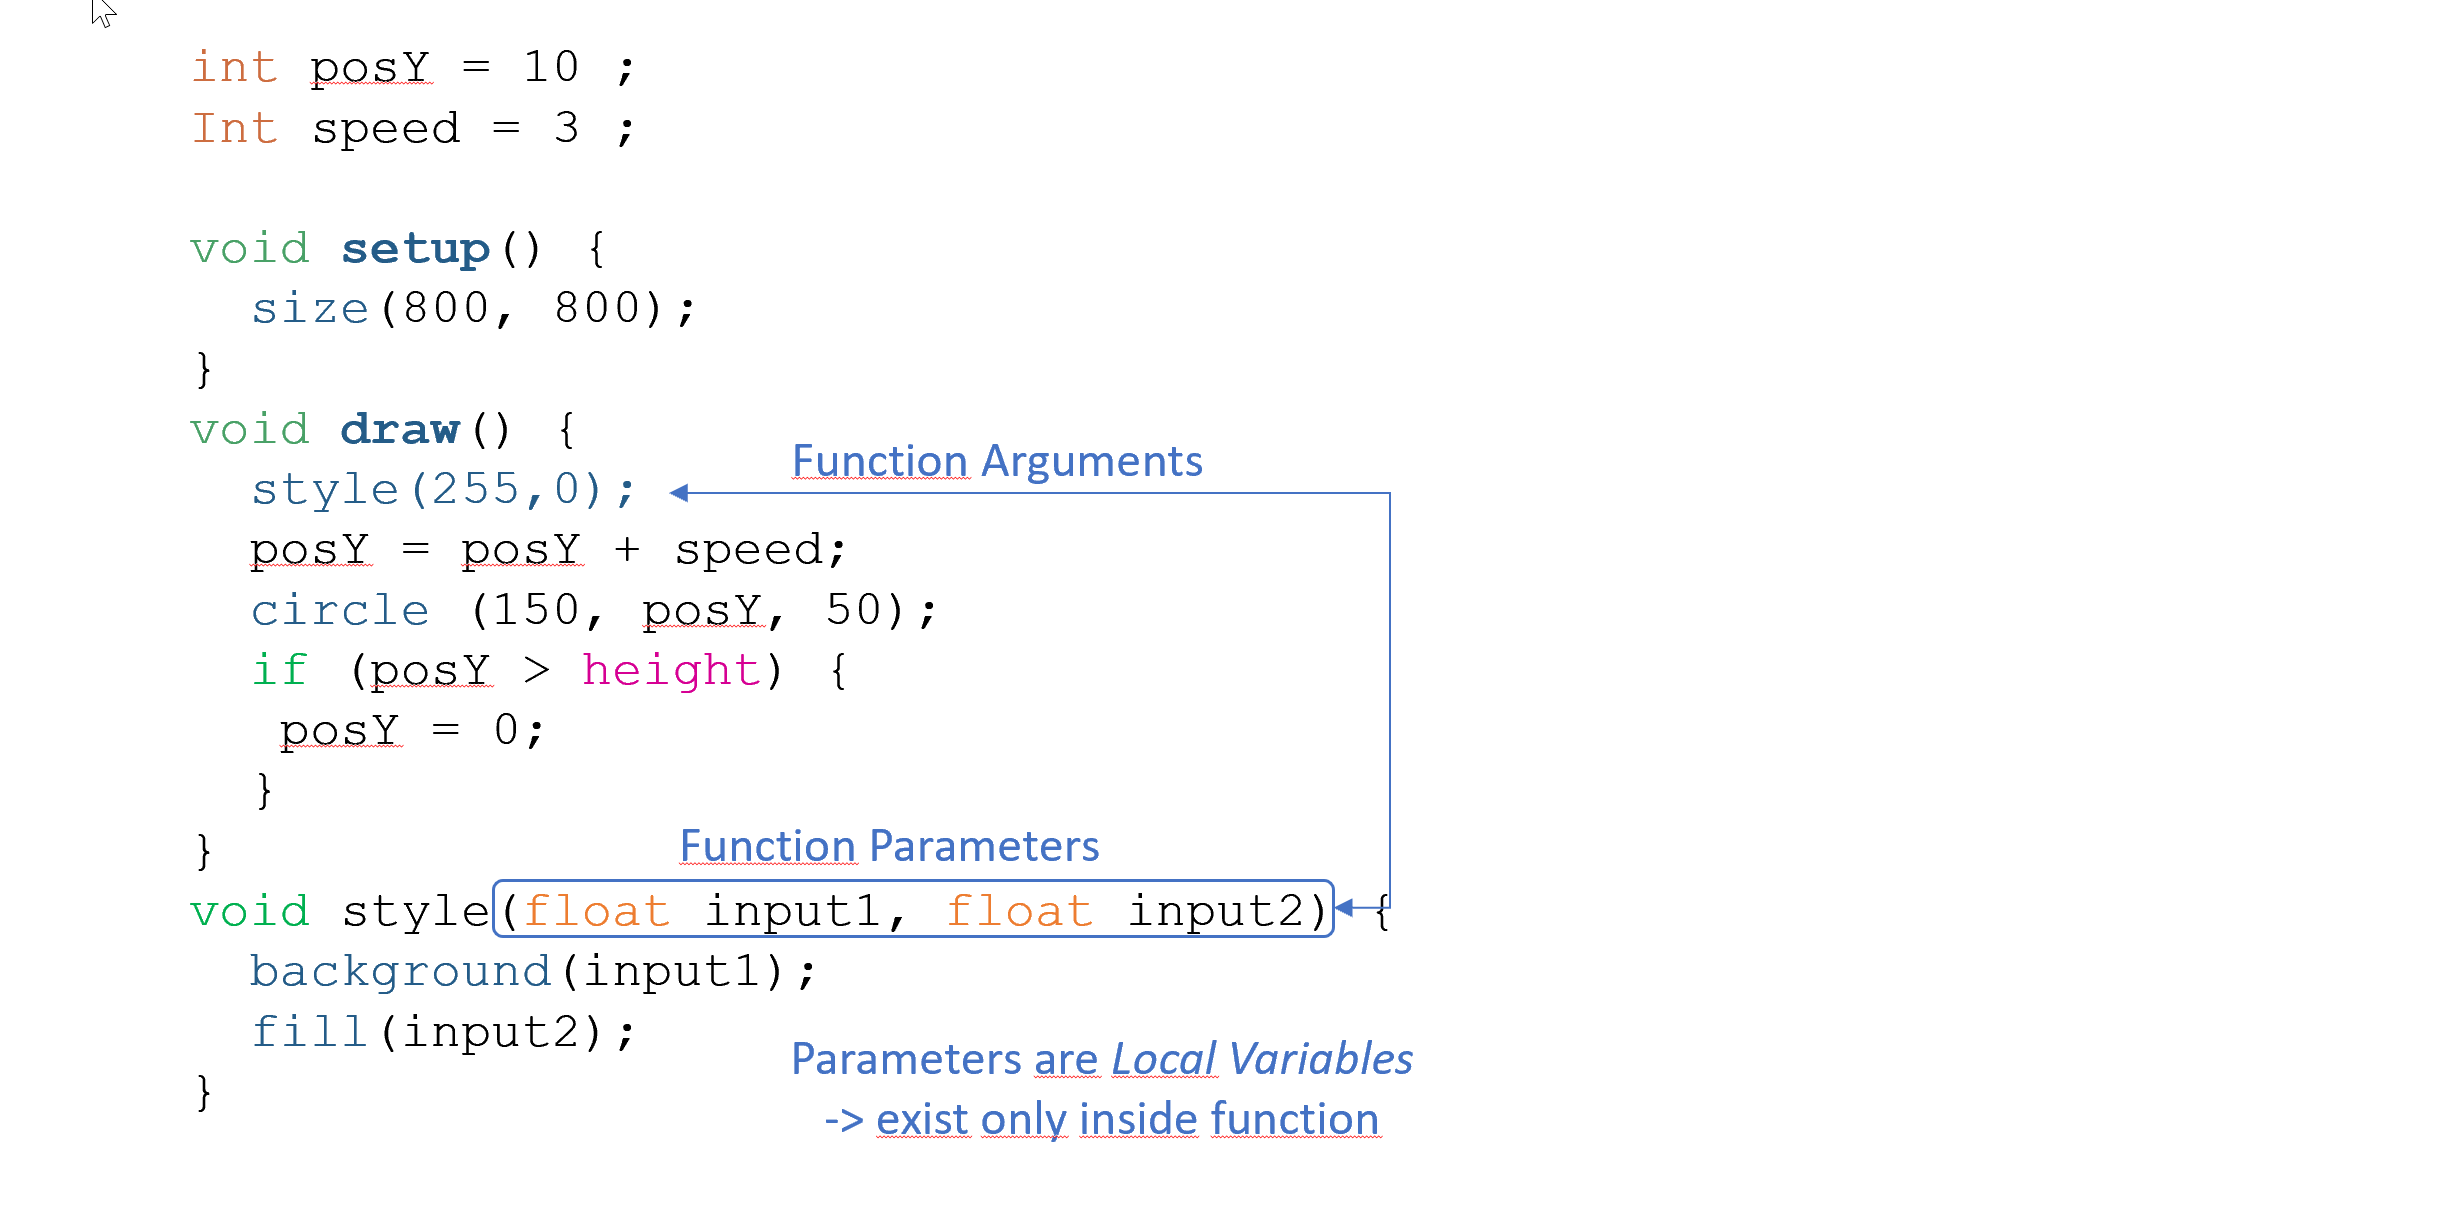 int posY = 10 ;
Int speed = 3 ;
void setup() {
size(800, 800);
}
void draw() {
Function Arguments
style(255,0);
posY = posY + speed;
circle (150, posY, 50);
if (posY > height) {
posY = 0;
}
}
Function Parameters
void style(float input1, float input2) {
background(input1);
fill(input2);
}
Parameters are Local Variables
-> exist only inside function